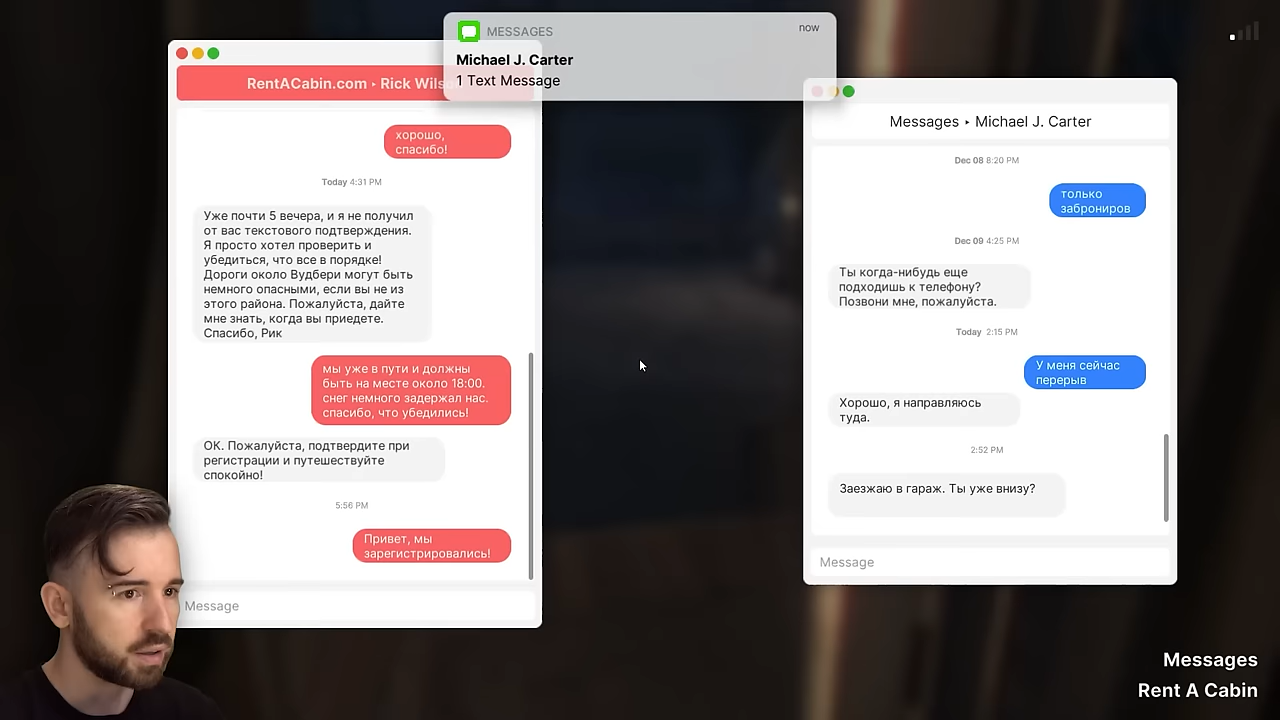 MESSAGES
now
Michael J. Carter
1 Text Message
RentACabin.com ‣ Rick Wils
хорошо,
спасибо!
Today 4:31 PM
Уже почти 5 вечера, и я не получил
от вас текстового подтверждения.
Я просто хотел проверить и
убедиться, что все в порядке!
Дороги около Вудбери могут быть
немного опасными, если вы не из
этого района. Пожалуйста, дайте
мне знать, когда вы приедете.
Спасибо, Рик
мы уже в пути и должны
быть на месте около 18:00.
снег немного задержал нас.
спасибо, что убедились!
ОК. Пожалуйста, подтвердите при
регистрации и путешествуйте
спокойно!
5:56 PM
Привет, мы
зарегистрировались!
Message
Messages ‣ Michael J. Carter
Dec 08 8:20 PM
только
заброниров
Dec 09 4:25 PM
Ты когда-нибудь еще
подходишь к телефону?
Позвони мне, пожалуйста.
Today 2:15 PM
У меня сейчас
перерыв
Хорошо, я направляюсь
туда.
2:52 PM
Заезжаю в гараж. Ты уже внизу?
Message
Messages
Rent A Cabin